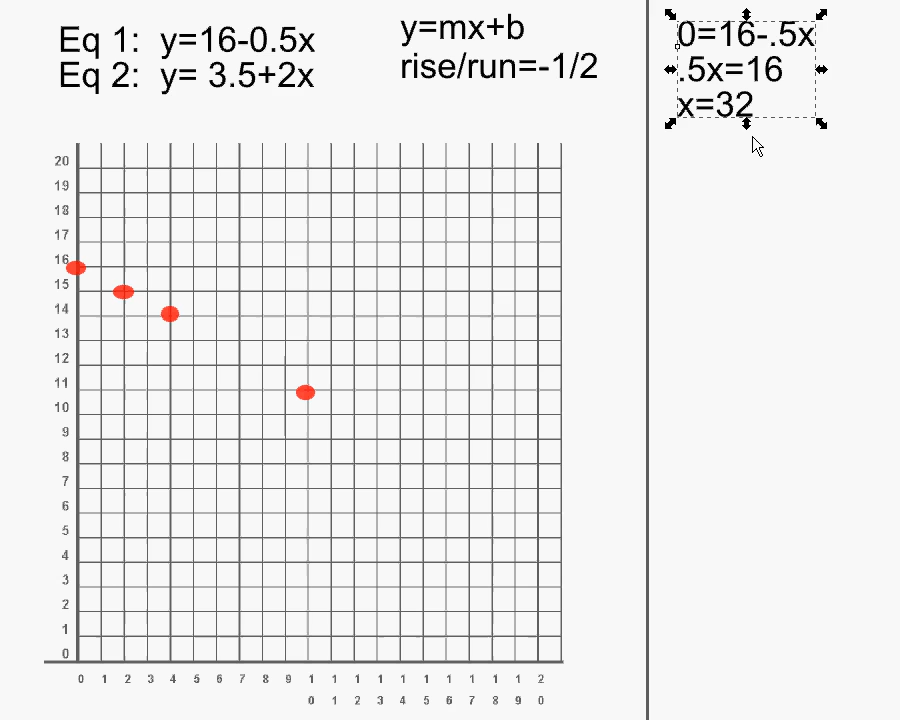 Eq 1:  y=16-0.5x
Eq 2:  y= 3.5+2x
y=mx+b
rise/run=-1/2
0=16-.5x
.5x=16
x=32
20
19
18
17
16
15
14
13
12
11
10
9
8
7
6
5
4
3
2
1
0
0 1 2 3 4 5 6 7 8 9 1 1 1 1 1 1 1 1 1 1 2
0 1 2 3 4 5 6 7 8 9 0